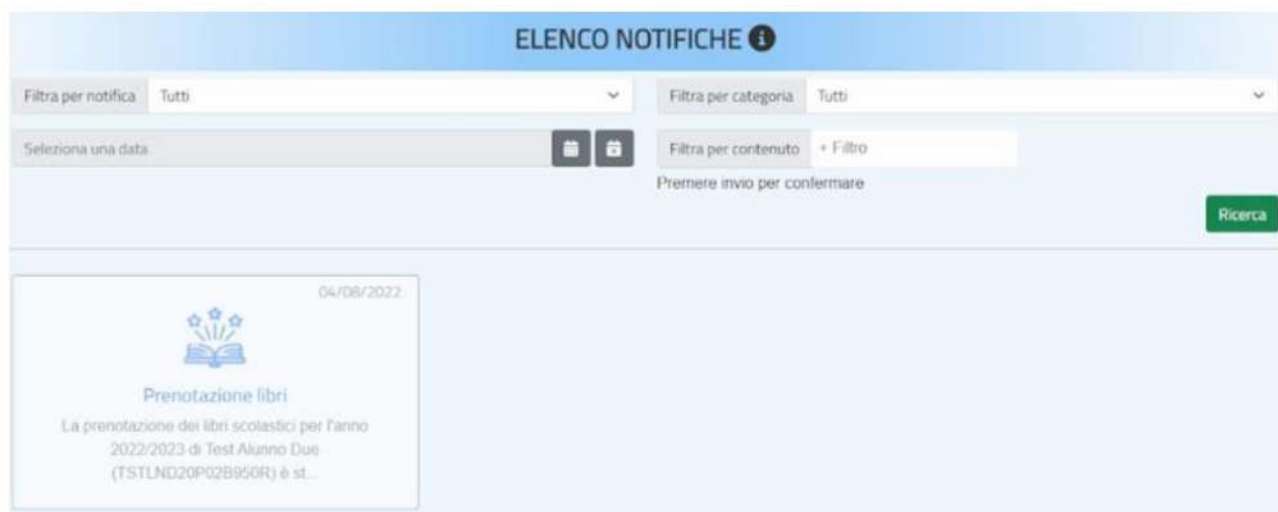 ELENCO NOTIFICHE
Filtra per notifica Tutti
Filtra per categoria Tutti
Seleziona una data
Filtra per contenuto + Filtro
Premere invio per confermare
Ricerca
04/08/2022
Prenotazione libri
La prenotazione dei libri scolastici per l'anno
2022/2023 di Test Alunno Due
(TSTLND20P02B950R) è st...